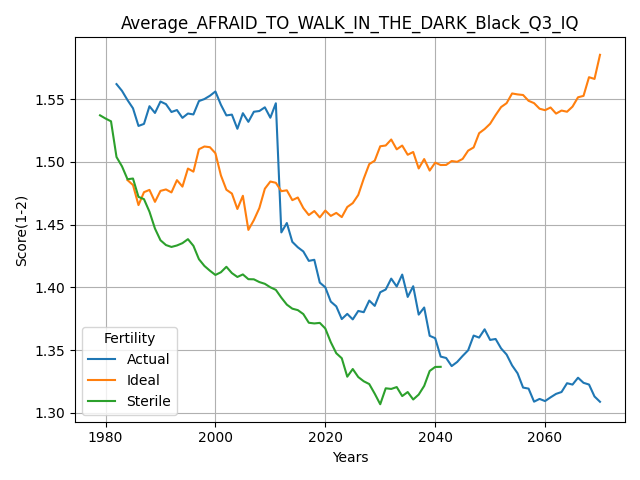 Average_AFRAID_TO_WALK_IN_THE_DARK_Black_Q3_IQ
Score(1-2)
1.55
1.50
1.45
1.40
1.35
1.30
Fertility
Actual
Ideal
Sterile
1980 2000 2020 2040 2060
Years